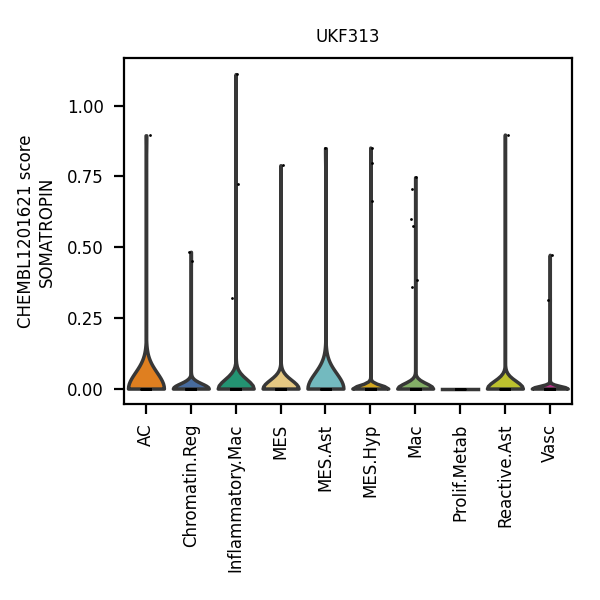 UKF313
CHEMBL1201621 score
SOMATROPIN
1.00
0.75
0.50
0.25
0.00
AC
Chromatin.Reg
Inflammatory.Mac
MES
MES.Ast
MES.Hyp
Mac
Prolif.Metab
Reactive.Ast
Vasc